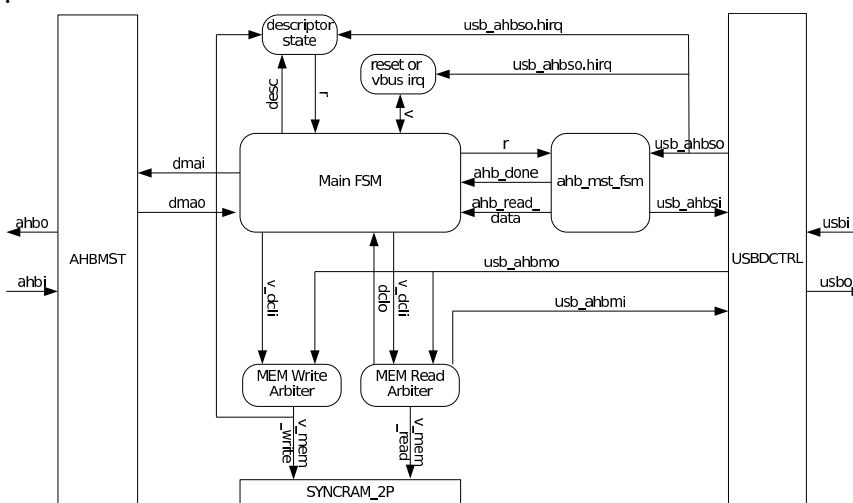 descriptor
state
usb_ahbso.hirq
reset or
vbus irq
usb_ahbso.hirq
desc
r
v
r
usb_ahbso
dmai
Main FSM
ahb_done
ahb_mst_fsm
dmao
ahb_read_
data
usb_ahbsi
ahbo
usbi
AHBMST
USBDCTRL
usb_ahbmo
ahbi
usbo
v_dcli
dclo
v_dcli
usb_ahbmi
MEM Write
Arbiter
MEM Read
Arbiter
v_mem
_write
v_mem
_read
SYNCRAM_2P